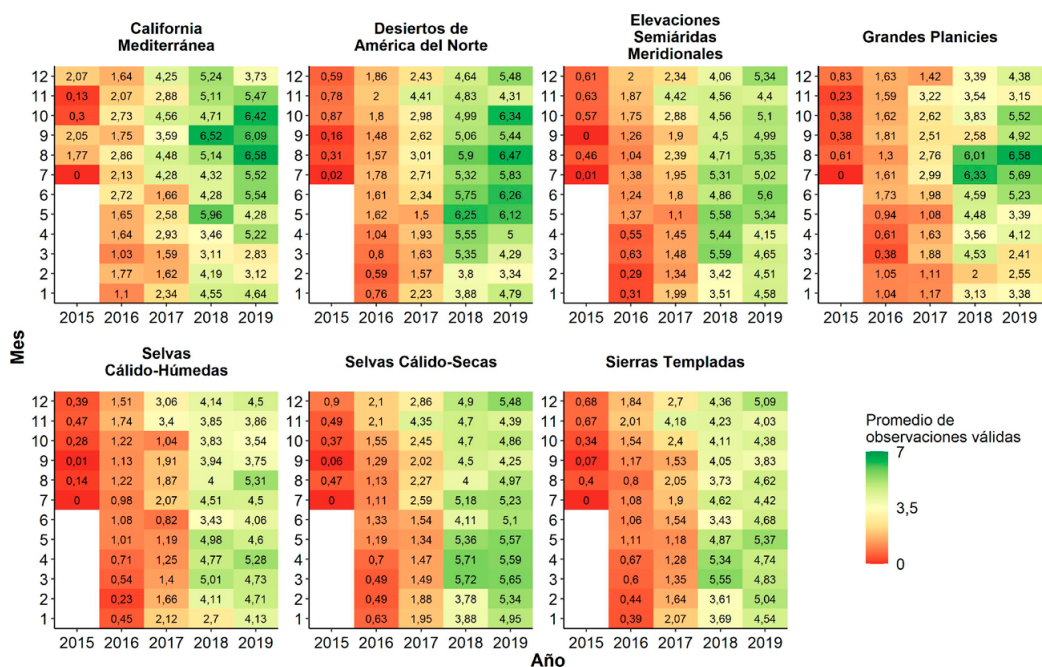 California
Mediterránea
Desiertos de
América del Norte
Elevaciones
Semiáridas
Meridionales
Grandes Planicies
12 2,07 1,64 4,25 5,24 3,73 12 0,59 1,86 2,43 4,64 5,48 12 0,61 2 2,34 4,06 5,34 12 0,83 1,63 1,42 3,39 4,38
11 0,13 2,07 2,88 5,11 5,47 11 0,78 2 4,41 4,83 4,31 11 0,63 1,87 4,42 4,56 4,4 11 0,23 1,59 3,22 3,54 3,15
10 0,3 2,73 4,56 4,71 6,42 10 0,87 1,8 2,98 4,99 6,34 10 0,57 1,75 2,88 4,56 5,1 10 0,38 1,62 2,62 3,83 5,52
9 2,05 1,75 3,59 6,52 6,09 9 0,16 1,48 2,62 5,06 5,44 9 0 1,26 1,9 4,5 4,99 9 0,38 1,81 2,51 2,58 4,92
8 1,77 2,86 4,48 5,14 6,58 8 0,31 1,57 3,01 5,9 6,47 8 0,46 1,04 2,39 4,71 5,35 8 0,61 1,3 2,76 6,01 6,58
7 0 2,13 4,28 4,32 5,52 7 0,02 1,78 2,71 5,32 5,83 7 0,01 1,38 1,95 5,31 5,02 7 0 1,61 2,99 6,33 5,69
6 2,72 1,66 4,28 5,54 6 1,61 2,34 5,75 6,26 6 1,24 1,8 4,86 5,6 6 1,73 1,98 4,59 5,23
5 1,65 2,58 5,96 4,28 5 1,62 1,5 6,25 6,12 5 1,37 1,1 5,58 5,34 5 0,94 1,08 4,48 3,39
4 1,64 2,93 3,46 5,22 4 1,04 1,93 5,55 5 4 0,55 1,45 5,44 4,15 4 0,61 1,63 3,56 4,12
3 1,03 1,59 3,11 2,83 3 0,8 1,63 5,35 4,29 3 0,63 1,48 5,59 4,65 3 0,38 1,88 4,53 2,41
2 1,77 1,62 4,19 3,12 2 0,59 1,57 3,8 3,34 2 0,29 1,34 3,42 4,51 2 1,05 1,11 2 2,55
1 1,1 2,34 4,55 4,64 1 0,76 2,23 3,88 4,79 1 0,31 1,99 3,51 4,58 1 1,04 1,17 3,13 3,38
2015 2016 2017 2018 2019 2015 2016 2017 2018 2019 2015 2016 2017 2018 2019 2015 2016 2017 2018 2019
Mes
Selvas
Cálido-Húmedas
Selvas Cálido-Secas
Sierras Templadas
12 0,39 1,51 3,06 4,14 4,5 12 0,9 2,1 2,86 4,9 5,48 12 0,68 1,84 2,7 4,36 5,09
11 0,47 1,74 3,4 3,85 3,86 11 0,49 2,1 4,35 4,7 4,39 11 0,67 2,01 4,18 4,23 4,03
10 0,28 1,22 1,04 3,83 3,54 10 0,37 1,55 2,45 4,7 4,86 10 0,34 1,54 2,4 4,11 4,38
9 0,01 1,13 1,91 3,94 3,75 9 0,06 1,29 2,02 4,5 4,25 9 0,07 1,17 1,53 4,05 3,83
8 0,14 1,22 1,87 4 5,31 8 0,47 1,13 2,27 4 4,97 8 0,4 0,8 2,05 3,73 4,62
7 0 0,98 2,07 4,51 4,5 7 0 1,11 2,59 5,18 5,23 7 0 1,08 1,9 4,62 4,42
6 1,08 0,82 3,43 4,06 6 1,33 1,54 4,11 5,1 6 1,06 1,54 3,43 4,68
5 1,01 1,19 4,98 4,6 5 1,19 1,34 5,36 5,57 5 1,11 1,18 4,87 5,37
4 0,71 1,25 4,77 5,28 4 0,7 1,47 5,71 5,59 4 0,67 1,28 5,34 4,74
3 0,54 1,4 5,01 4,73 3 0,49 1,49 5,72 5,65 3 0,6 1,35 5,55 4,83
2 0,23 1,66 4,11 4,71 2 0,49 1,88 3,78 5,34 2 0,44 1,64 3,61 5,04
1 0,45 2,12 2,7 4,13 1 0,63 1,95 3,88 4,95 1 0,39 2,07 3,69 4,54
2015 2016 2017 2018 2019 2015 2016 2017 2018 2019 2015 2016 2017 2018 2019
Año
Promedio de
observaciones válidas
7
3,5
0